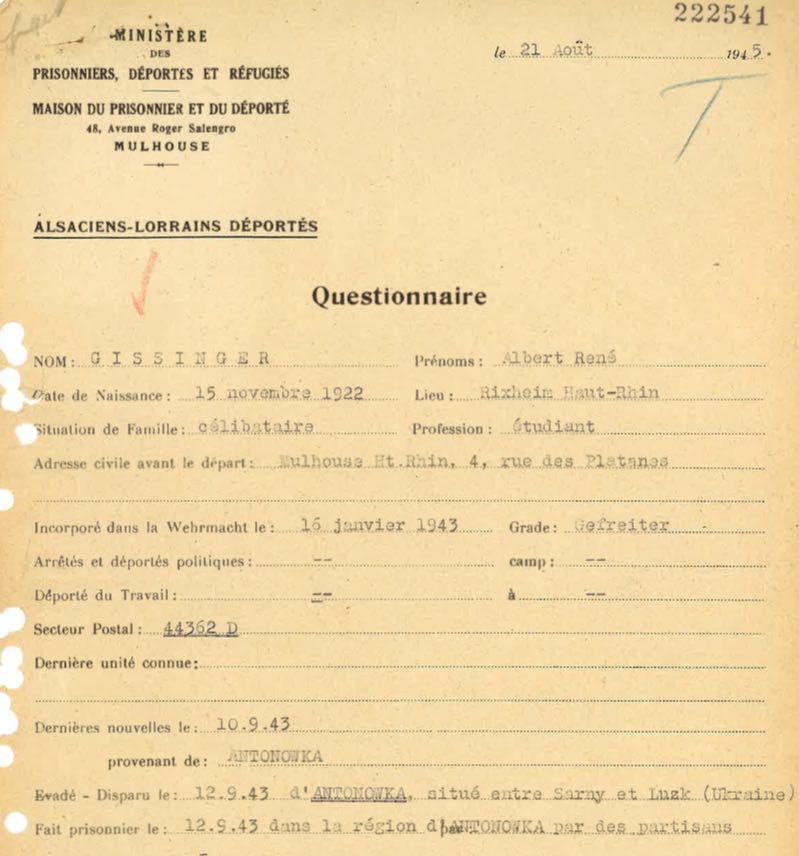 222541
MINISTÈRE
DES
PRISONNIERS, DÉPORTÉS ET RÉFUGIÉS
MAISON DU PRISONNIER ET DU DÉPORTÉ
48, Avenue Roger Salengro
MULHOUSE
le 21 Août 1945.
T
ALSACIENS-LORRAINS DÉPORTÉS
Questionnaire
NOM : G I S S I N G E R Prénoms : Albert René
Date de Naissance : 15 novembre 1922 Lieu : Rixheim Haut-Rhin
Situation de Famille : célibataire Profession : étudiant
Adresse civile avant le départ : Mulhouse Ht.Rhin, 4, rue des Platanes
Incorporé dans la Wehrmacht le : 16 janvier 1943 Grade : Gefreiter
Arrêtés et déportés politiques : -- camp : --
Déporté du Travail : -- à --
Secteur Postal : 44362 D
Dernière unité connue:
Dernières nouvelles le : 10.9.43
provenant de : ANTONOWKA
Evadé - Disparu le : 12.9.43 d'ANTONOWKA, situé entre Sarny et Luzk (Ukraine)
Fait prisonnier le : 12.9.43 dans la région d'ANTONOWKA par des partisans